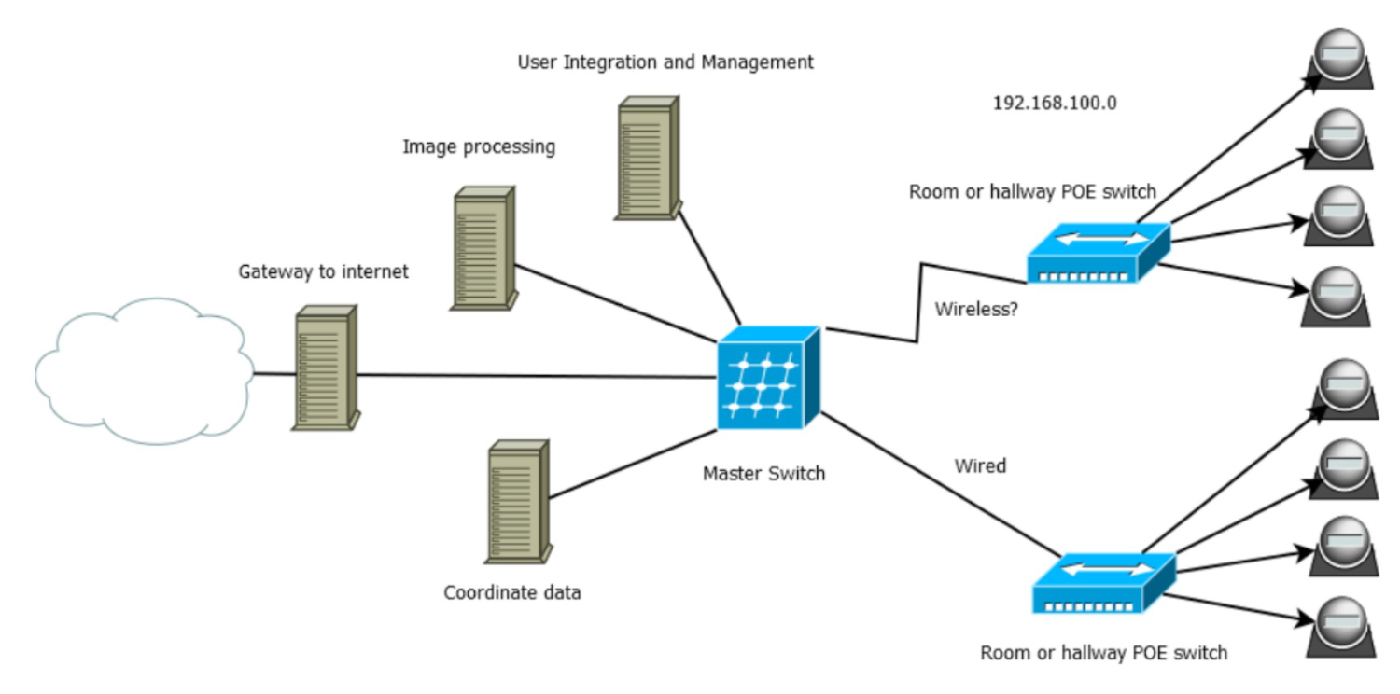 User Integration and Management
192.168.100.0
Image processing
Room or hallway POE switch
Gateway to internet
Wireless?
Master Switch
Wired
Coordinate data
Room or hallway POE switch